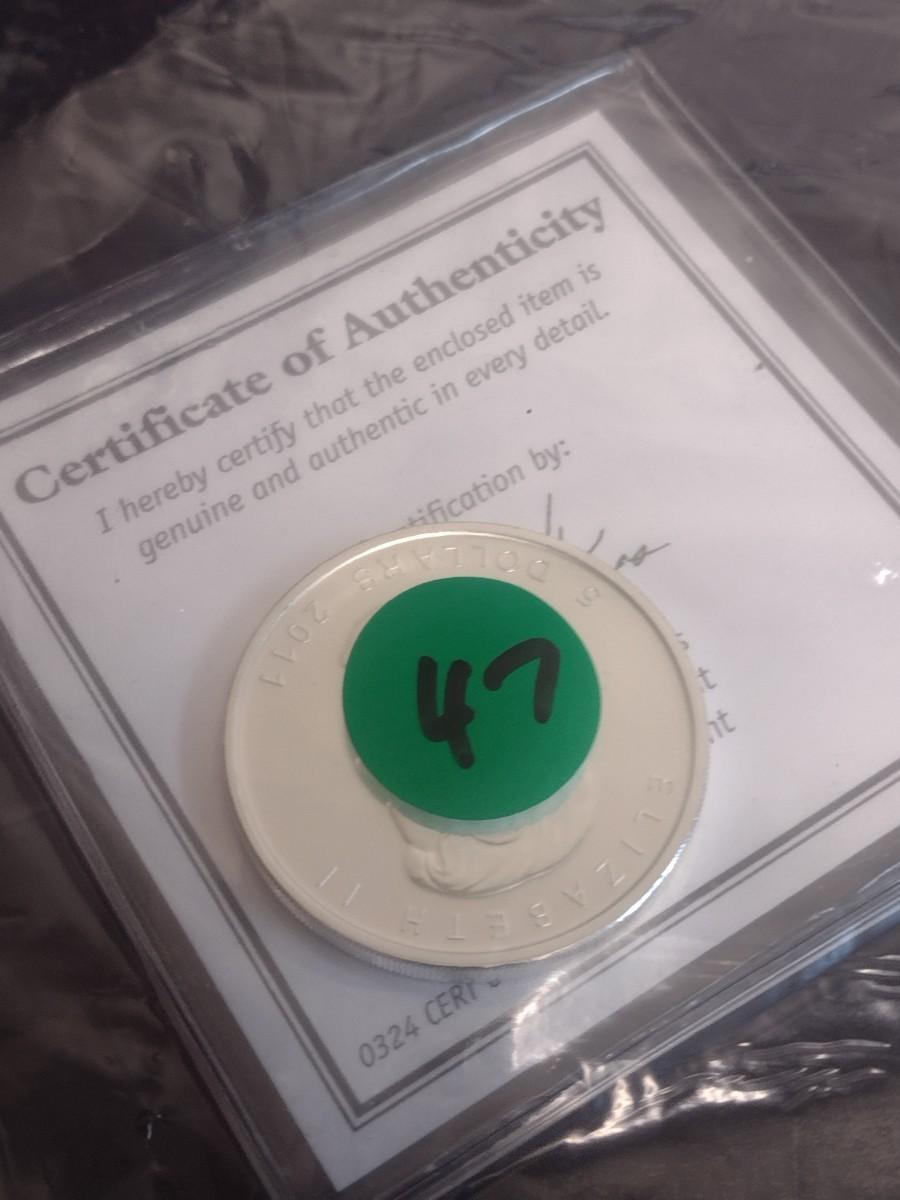 Certificate of Authenticity
I hereby certify that the enclosed item is
genuine and authentic in every detail.
by:
47
5 DOLLARS 2011
ELIZABETH II
0324 CERT